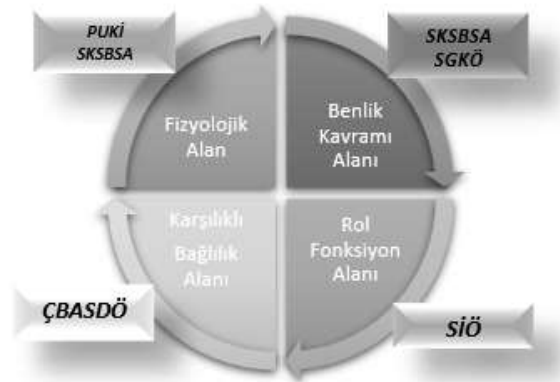 PUKİ
SKSBSA
SKSBSA
SGKÖ
Fizyolojik
Alan
Benlik
Kavramı
Alanı
Karşılıklı
Bağlılık
Alanı
Rol
Fonksiyon
Alanı
ÇBASDÖ
SİÖ